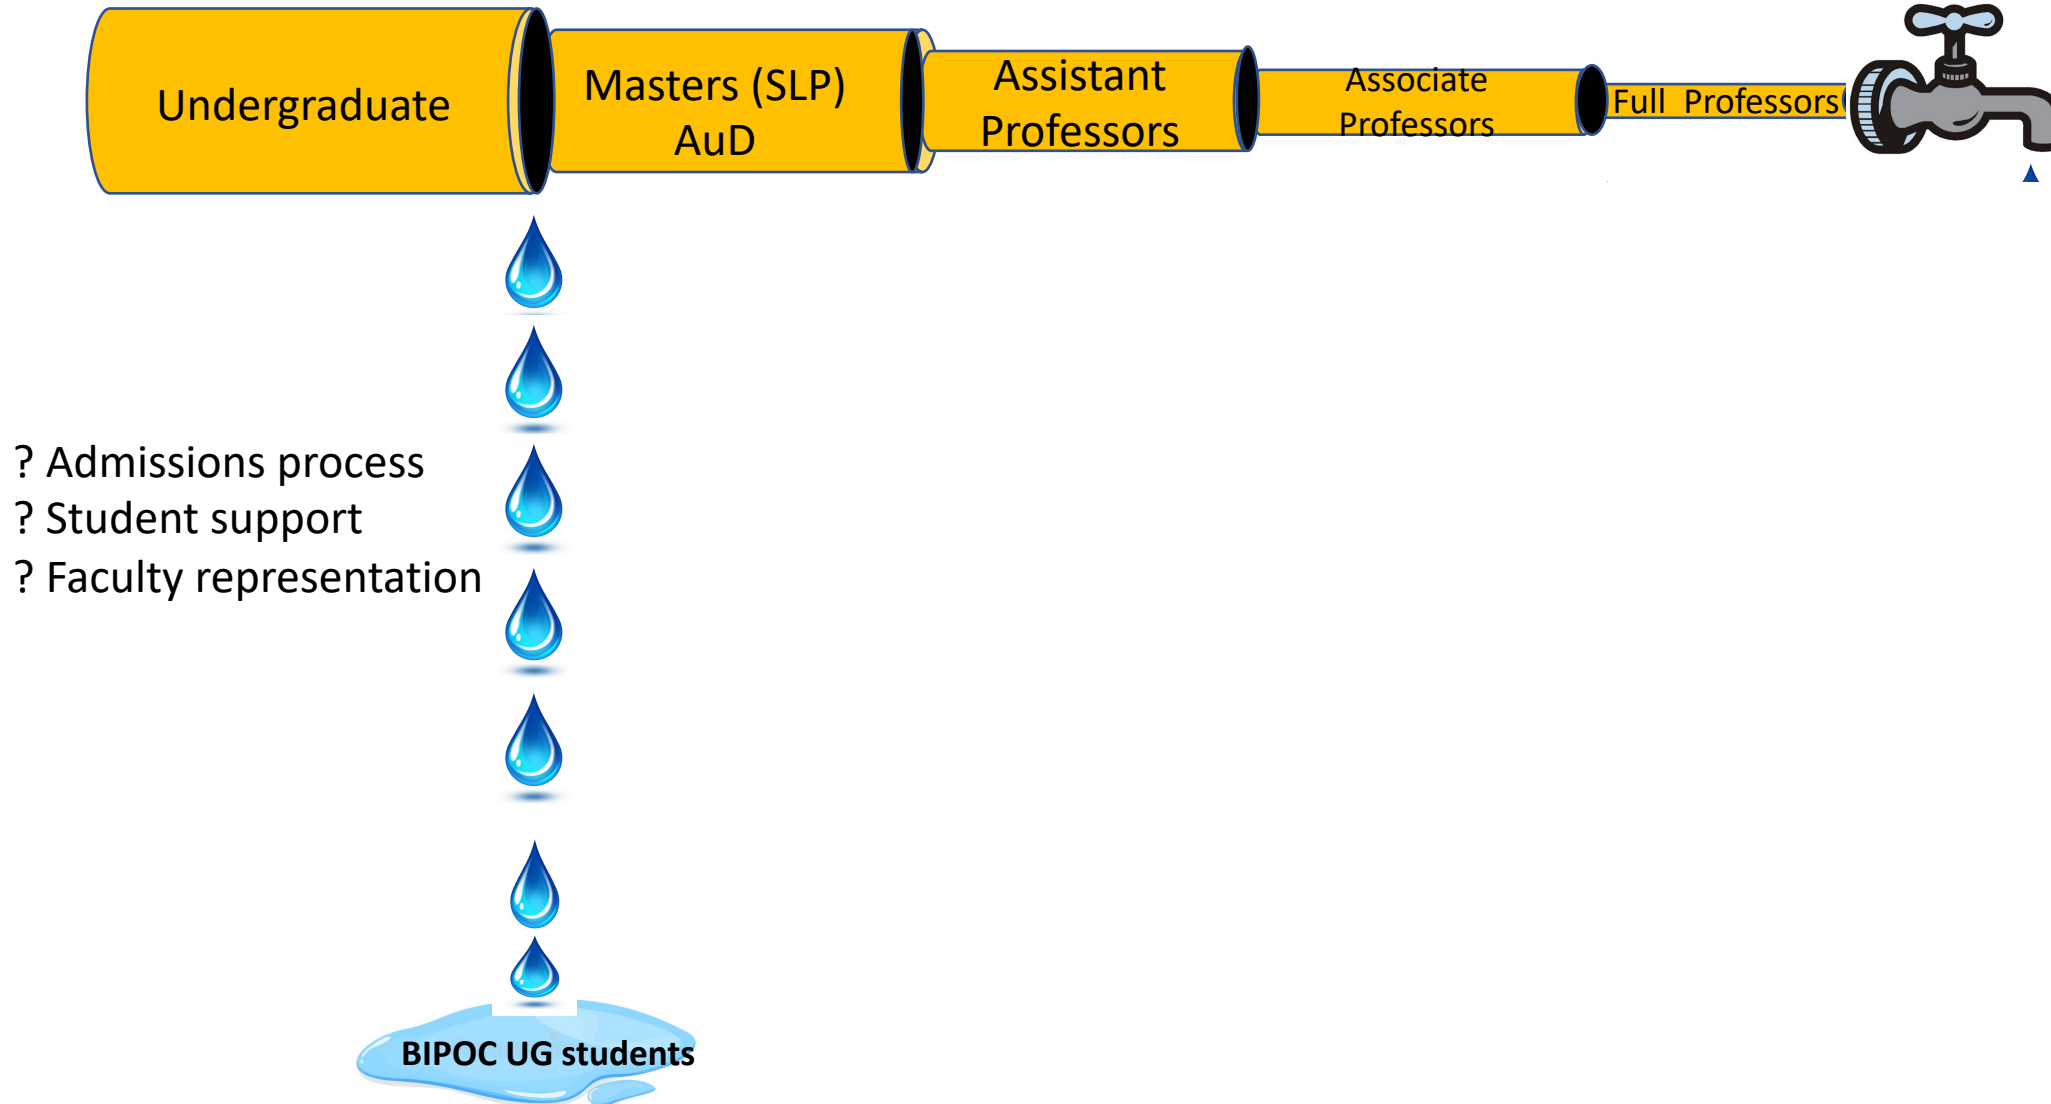 Undergraduate
Masters (SLP)
AuD
Assistant
Professors
Associate
Professors
Full Professors
? Admissions process
? Student support
? Faculty representation
BIPOC UG students